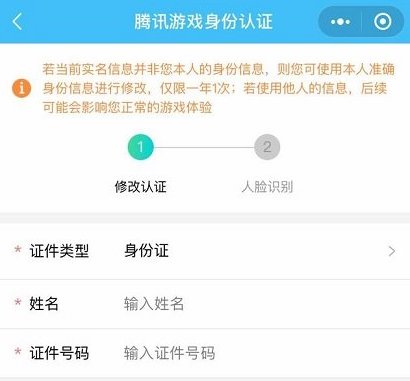 腾讯游戏身份认证
若当前实名信息并非您本人的身份信息，则您可使用本人准确
身份信息进行修改，仅限一年1次；若使用他人的信息，后续
可能会影响您正常的游戏体验
1
2
修改认证
人脸识别
* 证件类型 身份证
* 姓名 输入姓名
* 证件号码 输入证件号码